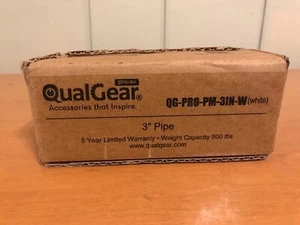 pro-av
QualGear®
Accessories that Inspire.
QG-PRO-PM-3IN-W(white)
3" Pipe
5 Year Limited Warranty • Weight Capacity 600 lbs
www.qualgear.com